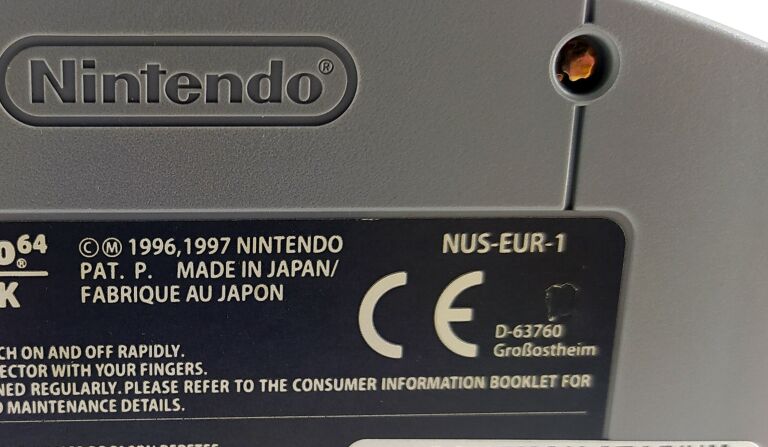 Nintendo®
64®
K
©Ⓜ 1996,1997 NINTENDO
PAT. P. MADE IN JAPAN/
FABRIQUE AU JAPON
NUS-EUR-1
CE
D-63760
Großostheim
CH ON AND OFF RAPIDLY.
ECTOR WITH YOUR FINGERS.
NED REGULARLY. PLEASE REFER TO THE CONSUMER INFORMATION BOOKLET FOR
MAINTENANCE DETAILS.